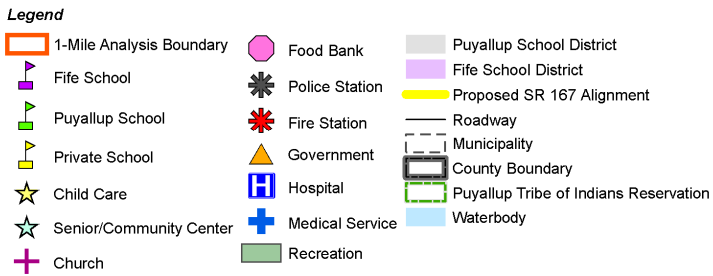 Legend
1-Mile Analysis Boundary
Fife School
Puyallup School
Private School
Child Care
Senior/Community Center
Church
Food Bank
Police Station
Fire Station
Government
H Hospital
Medical Service
Recreation
Puyallup School District
Fife School District
Proposed SR 167 Alignment
Roadway
Municipality
County Boundary
Puyallup Tribe of Indians Reservation
Waterbody